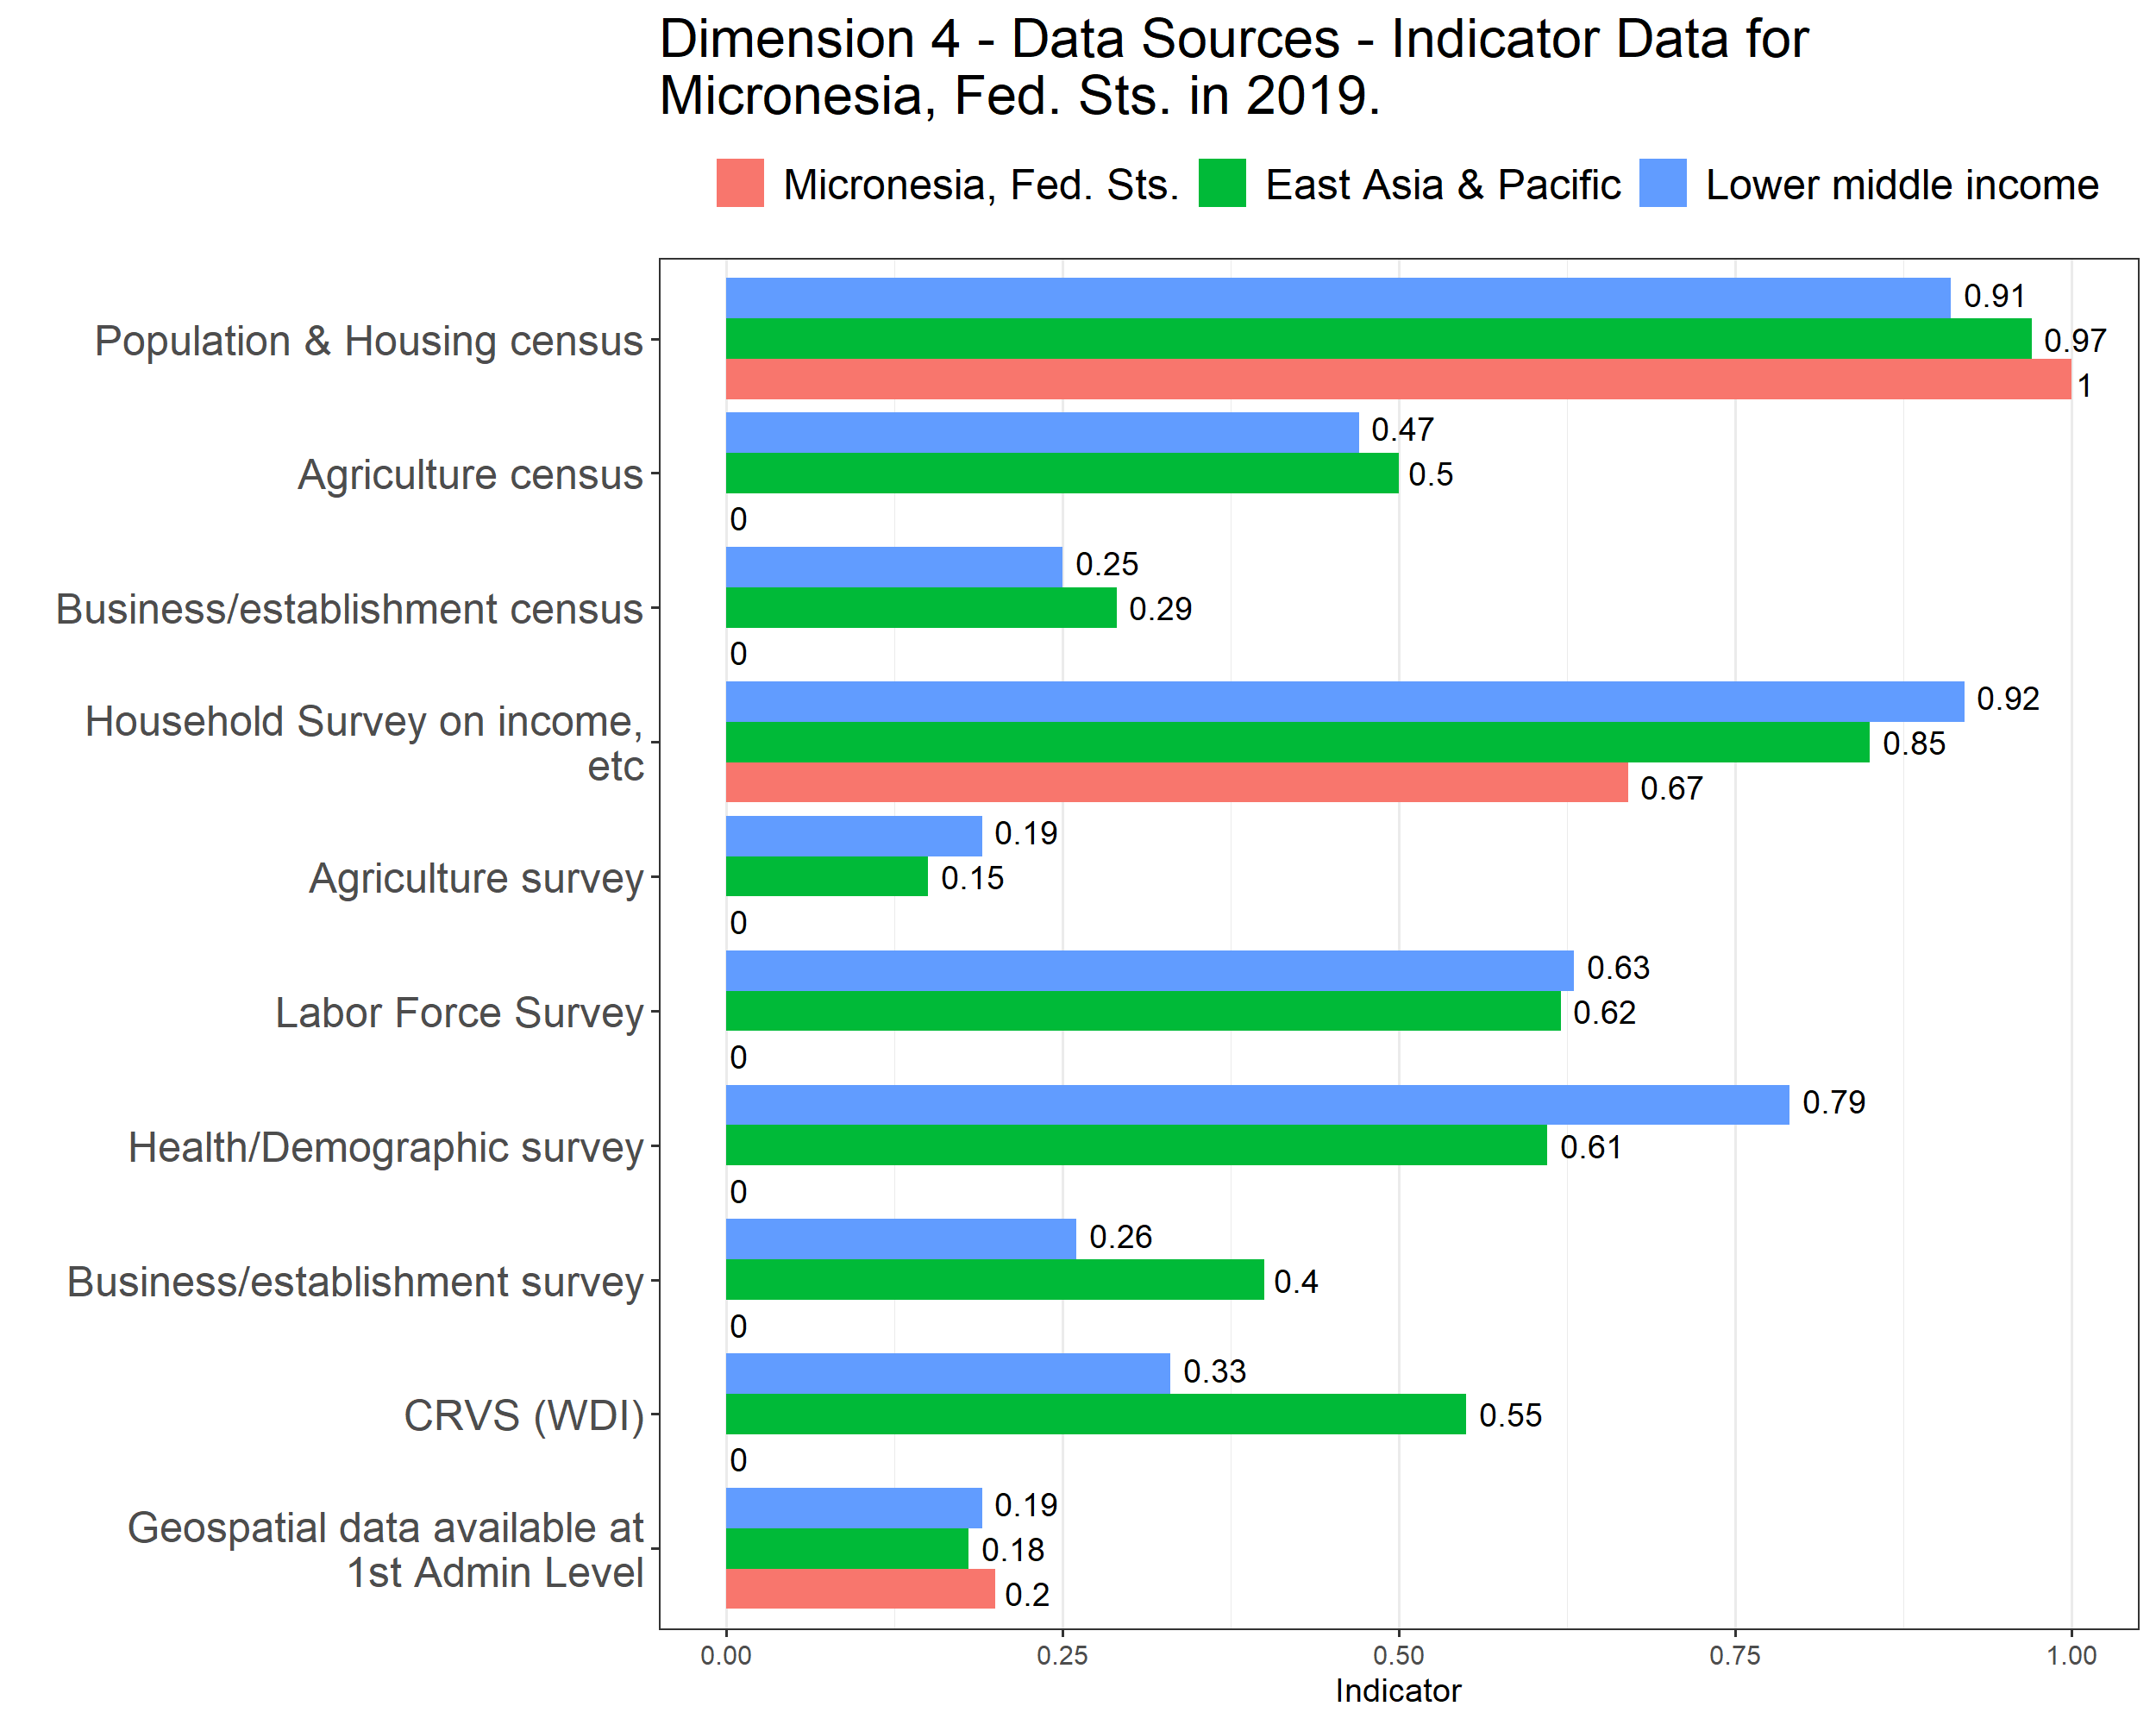 Dimension 4 - Data Sources - Indicator Data for
Micronesia, Fed. Sts. in 2019.
Micronesia, Fed. Sts. East Asia & Pacific Lower middle income
Population & Housing census
0.91
0.97
1
Agriculture census
0.47
0.5
0
Business/establishment census
0.25
0.29
0
Household Survey on income,
etc
0.92
0.85
0.67
Agriculture survey
0.19
0.15
0
Labor Force Survey
0.63
0.62
0
Health/Demographic survey
0.79
0.61
0
Business/establishment survey
0.26
0.4
0
CRVS (WDI)
0.33
0.55
0
Geospatial data available at
1st Admin Level
0.19
0.18
0.2
0.00 0.25 0.50 0.75 1.00
Indicator